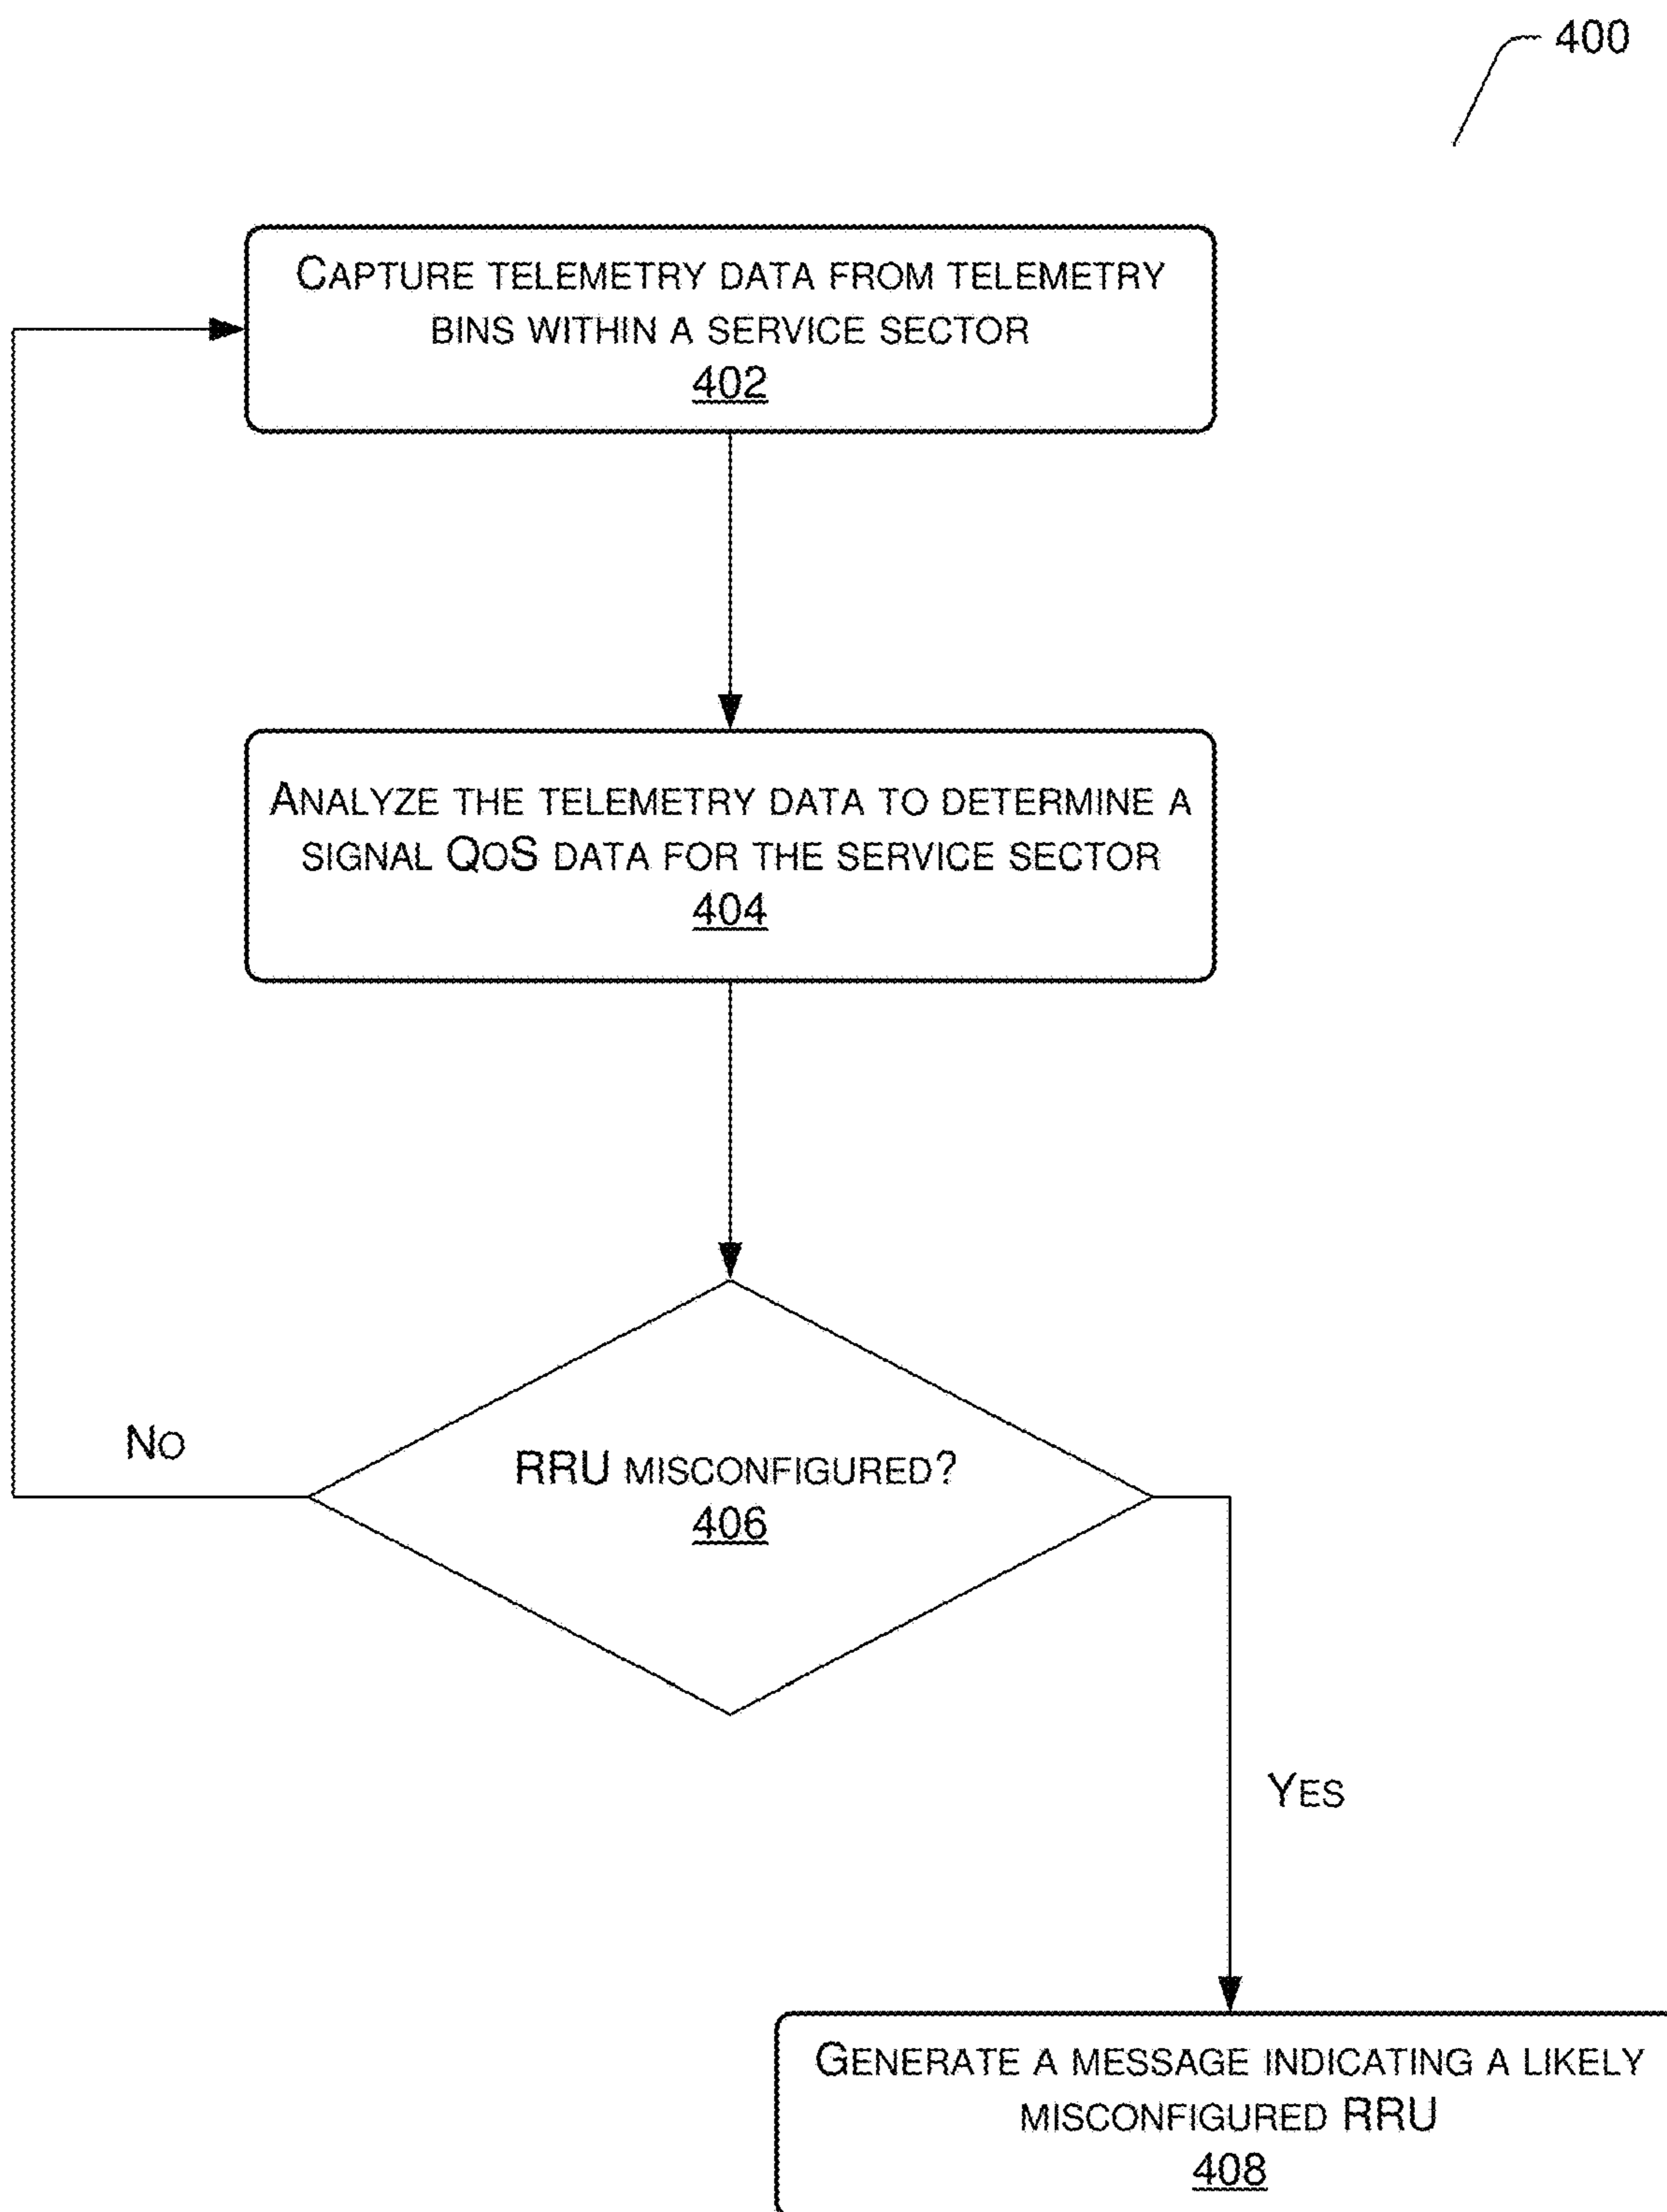 400
CAPTURE TELEMETRY DATA FROM TELEMETRY
BINS WITHIN A SERVICE SECTOR
402
ANALYZE THE TELEMETRY DATA TO DETERMINE A
SIGNAL QOS DATA FOR THE SERVICE SECTOR
404
RRU MISCONFIGURED?
406
NO
YES
GENERATE A MESSAGE INDICATING A LIKELY
MISCONFIGURED RRU
408